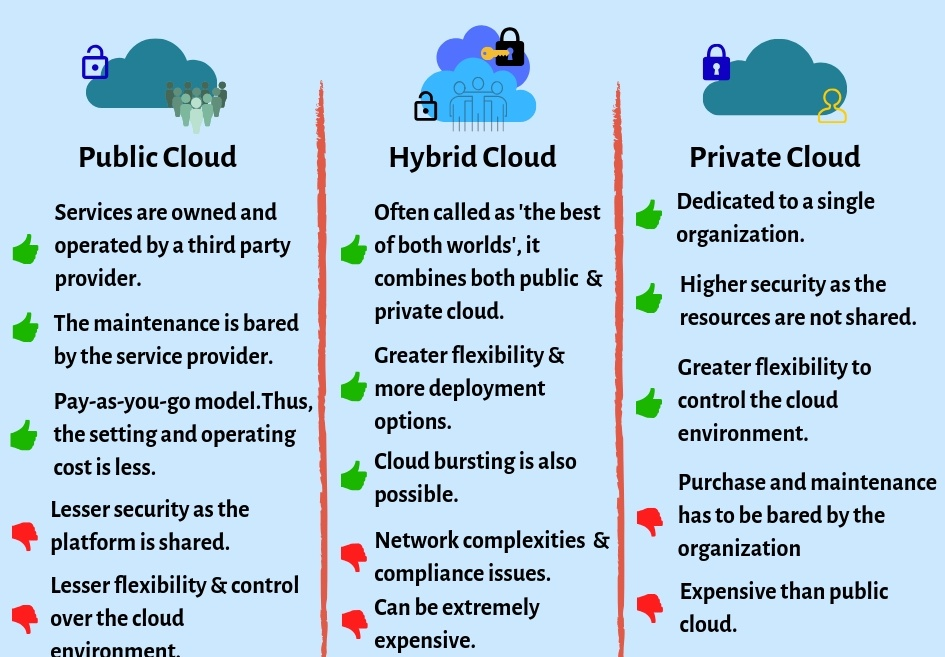 Public Cloud
Services are owned and
operated by a third party
provider.
The maintenance is bared
by the service provider.
Pay-as-you-go model.Thus,
the setting and operating
cost is less.
Lesser security as the
platform is shared.
Lesser flexibility & control
over the cloud
environment.
Hybrid Cloud
Often called as 'the best
of both worlds', it
combines both public &
private cloud.
Greater flexibility &
more deployment
options.
Cloud bursting is also
possible.
Network complexities &
compliance issues.
Can be extremely
expensive.
Private Cloud
Dedicated to a single
organization.
Higher security as the
resources are not shared.
Greater flexibility to
control the cloud
environment.
Purchase and maintenance
has to be bared by the
organization
Expensive than public
cloud.